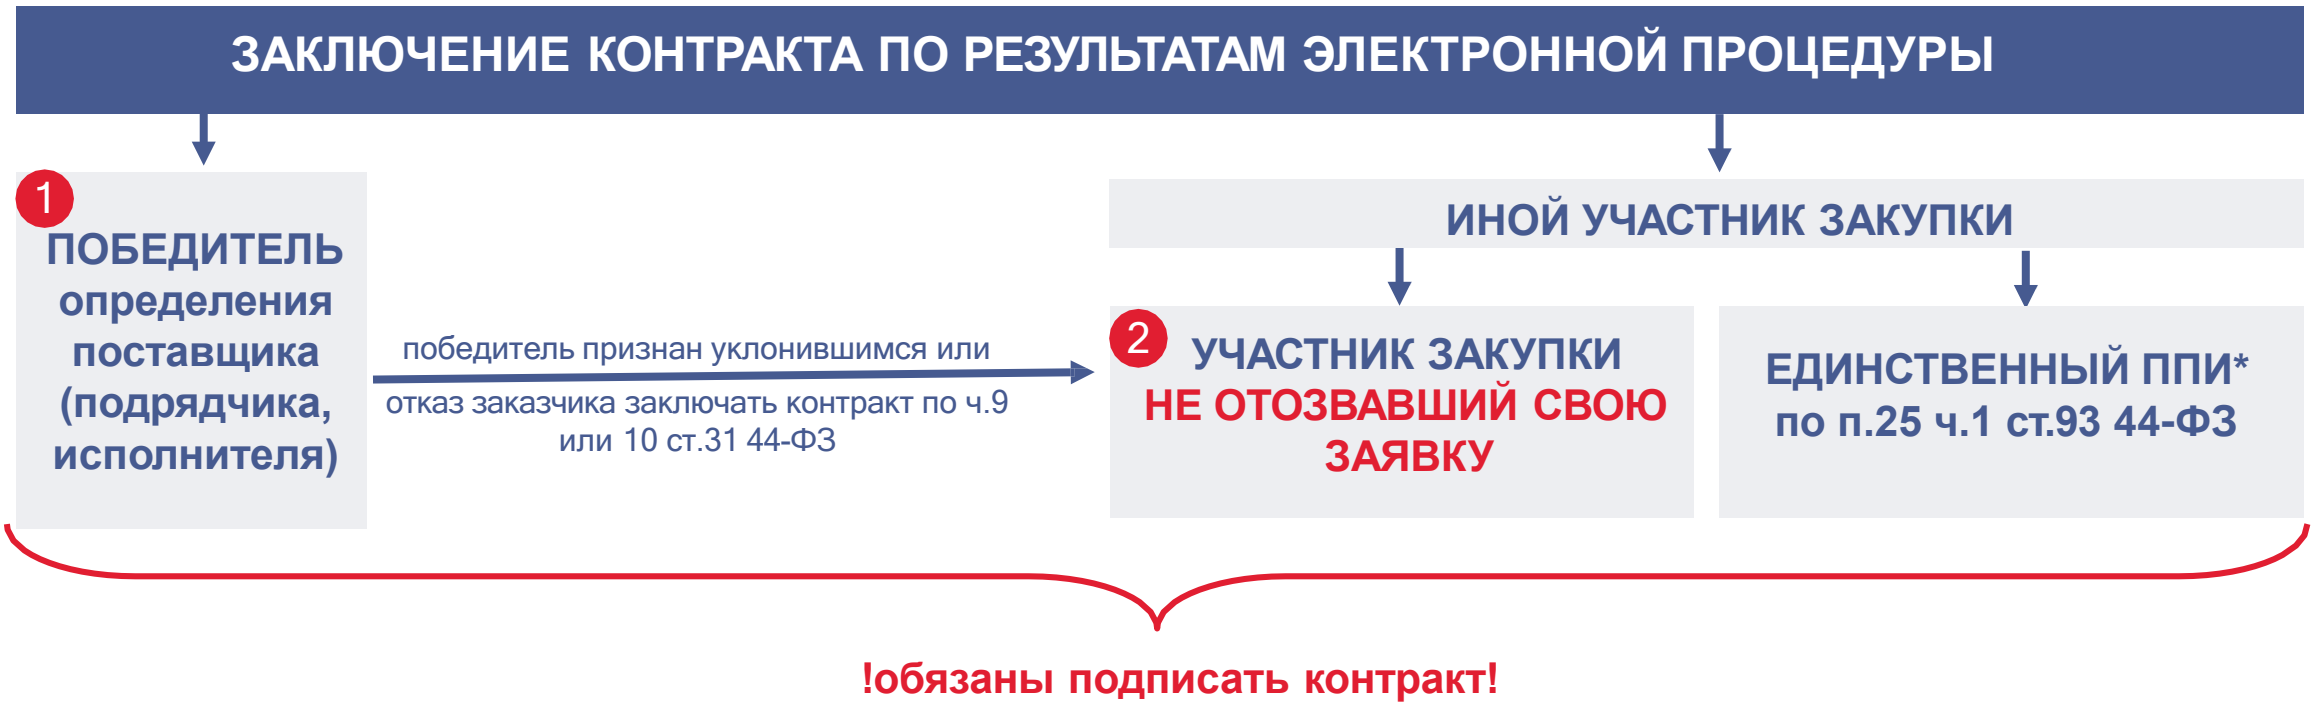 ЗАКЛЮЧЕНИЕ КОНТРАКТА ПО РЕЗУЛЬТАТАМ ЭЛЕКТРОННОЙ ПРОЦЕДУРЫ
1
ПОБЕДИТЕЛЬ
определения
поставщика
(подрядчика,
исполнителя)
победитель признан уклонившимся или
отказ заказчика заключать контракт по ч.9
или 10 ст.31 44-ФЗ
ИНОЙ УЧАСТНИК ЗАКУПКИ
2
УЧАСТНИК ЗАКУПКИ
НЕ ОТОЗВАВШИЙ СВОЮ
ЗАЯВКУ
ЕДИНСТВЕННЫЙ ППИ*
по п.25 ч.1 ст.93 44-ФЗ
!обязаны подписать контракт!